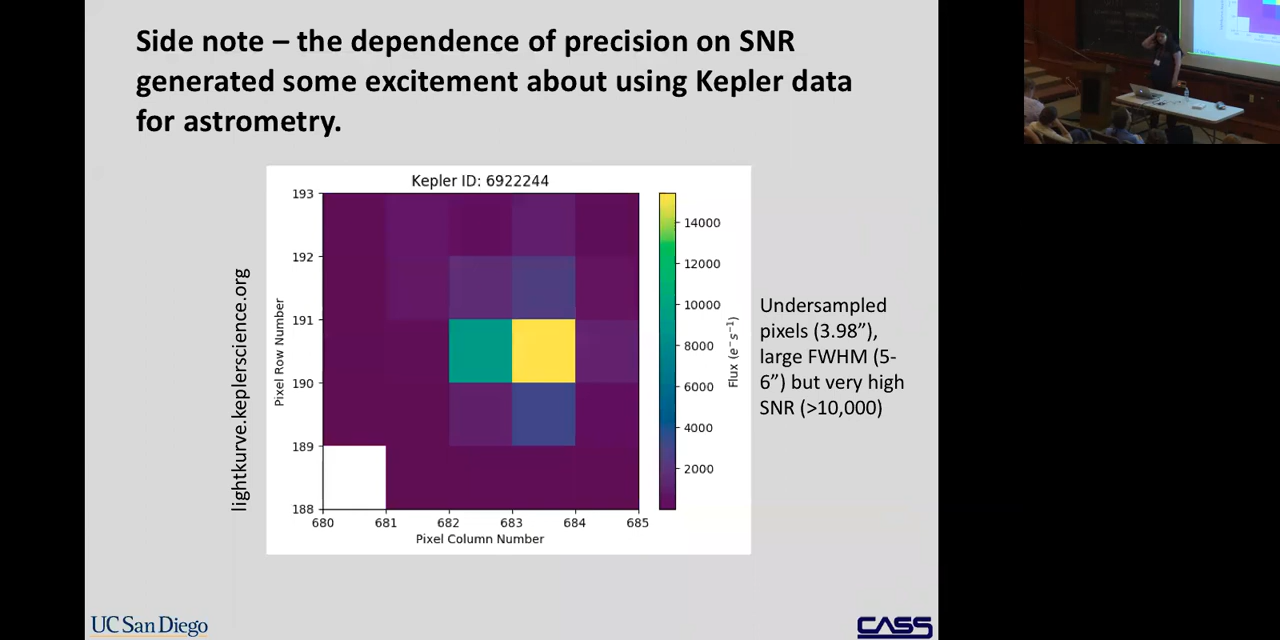 Side note – the dependence of precision on SNR
generated some excitement about using Kepler data
for astrometry.
lightkurve.keplerscience.org
Kepler ID: 6922244
Pixel Row Number
193
192
191
190
189
188
680 681 682 683 684 685
Pixel Column Number
14000
12000
10000
8000
6000
4000
2000
Flux (e⁻s⁻¹)
Undersampled
pixels (3.98”),
large FWHM (5-
6”) but very high
SNR (>10,000)
UC San Diego
CASS